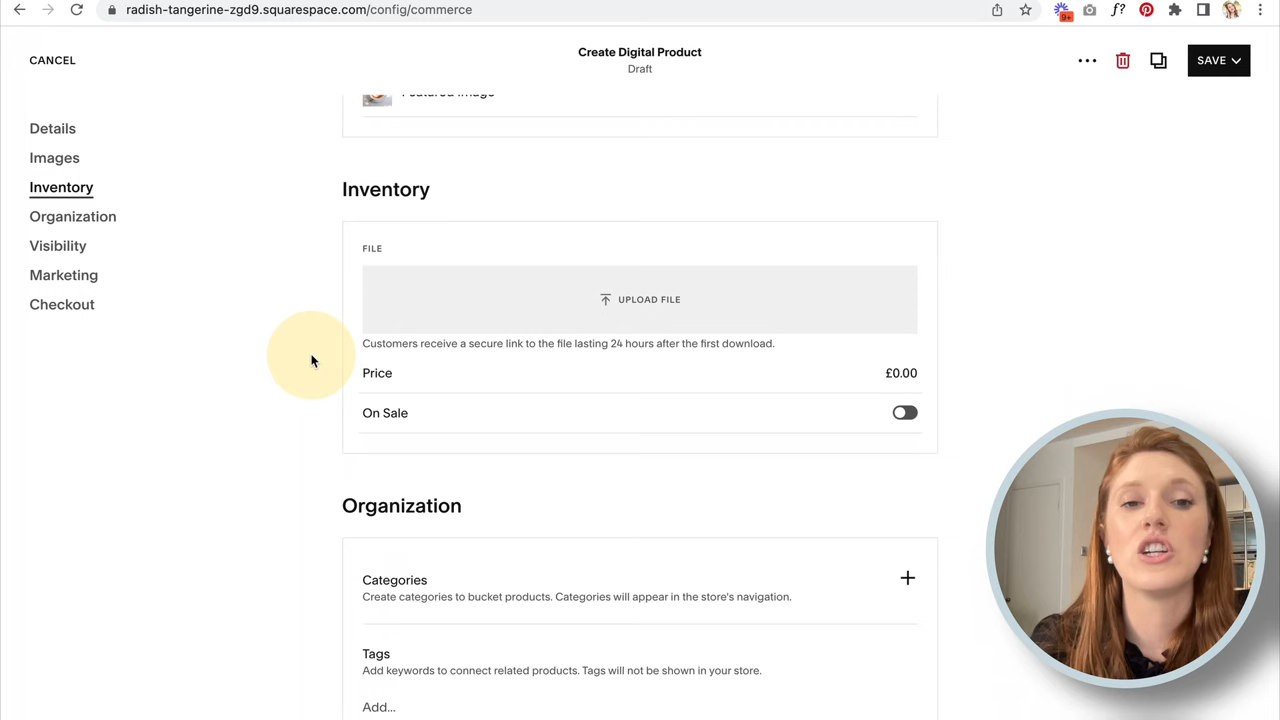 radish-tangerine-zgd9.squarespace.com/config/commerce
9+
f?
CANCEL
Create Digital Product
Draft
SAVE
Featured Image
Details
Images
Inventory
Organization
Visibility
Marketing
Checkout
Inventory
FILE
UPLOAD FILE
Customers receive a secure link to the file lasting 24 hours after the first download.
Price £0.00
On Sale
Organization
Categories
Create categories to bucket products. Categories will appear in the store's navigation.
Tags
Add keywords to connect related products. Tags will not be shown in your store.
Add...